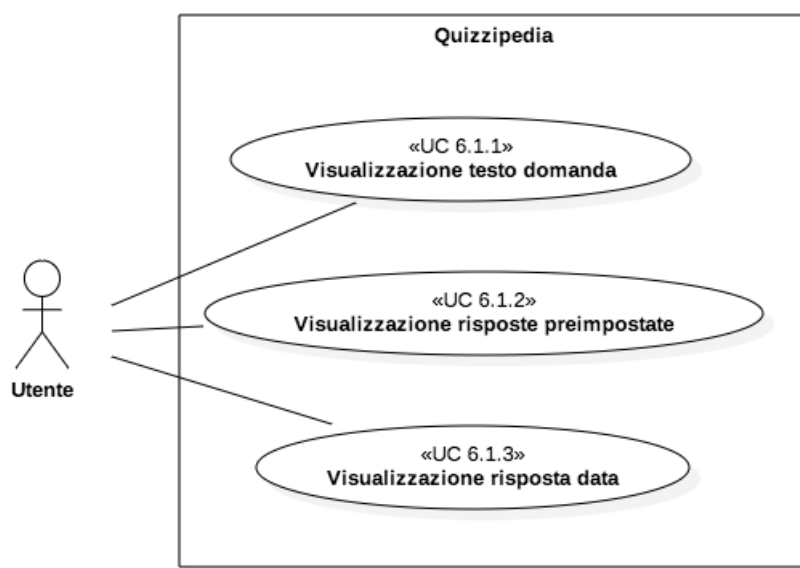 Quizzipedia
«UC 6.1.1»
Visualizzazione testo domanda
«UC 6.1.2»
Visualizzazione risposte preimpostate
Utente
«UC 6.1.3»
Visualizzazione risposta data